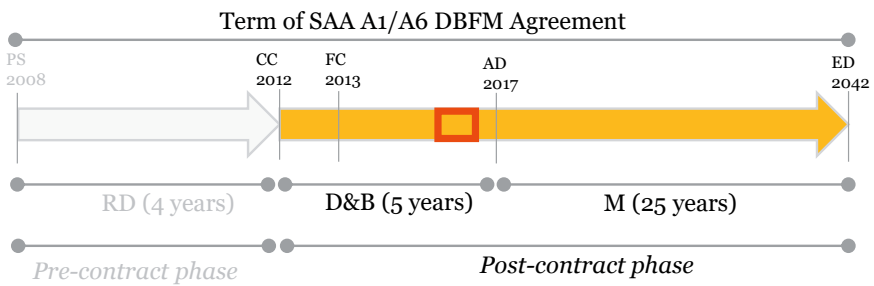 Term of SAA A1/A6 DBFM Agreement
PS
2008
CC
2012
FC
2013
AD
2017
ED
2042
RD (4 years)
D&B (5 years)
M (25 years)
Pre-contract phase
Post-contract phase